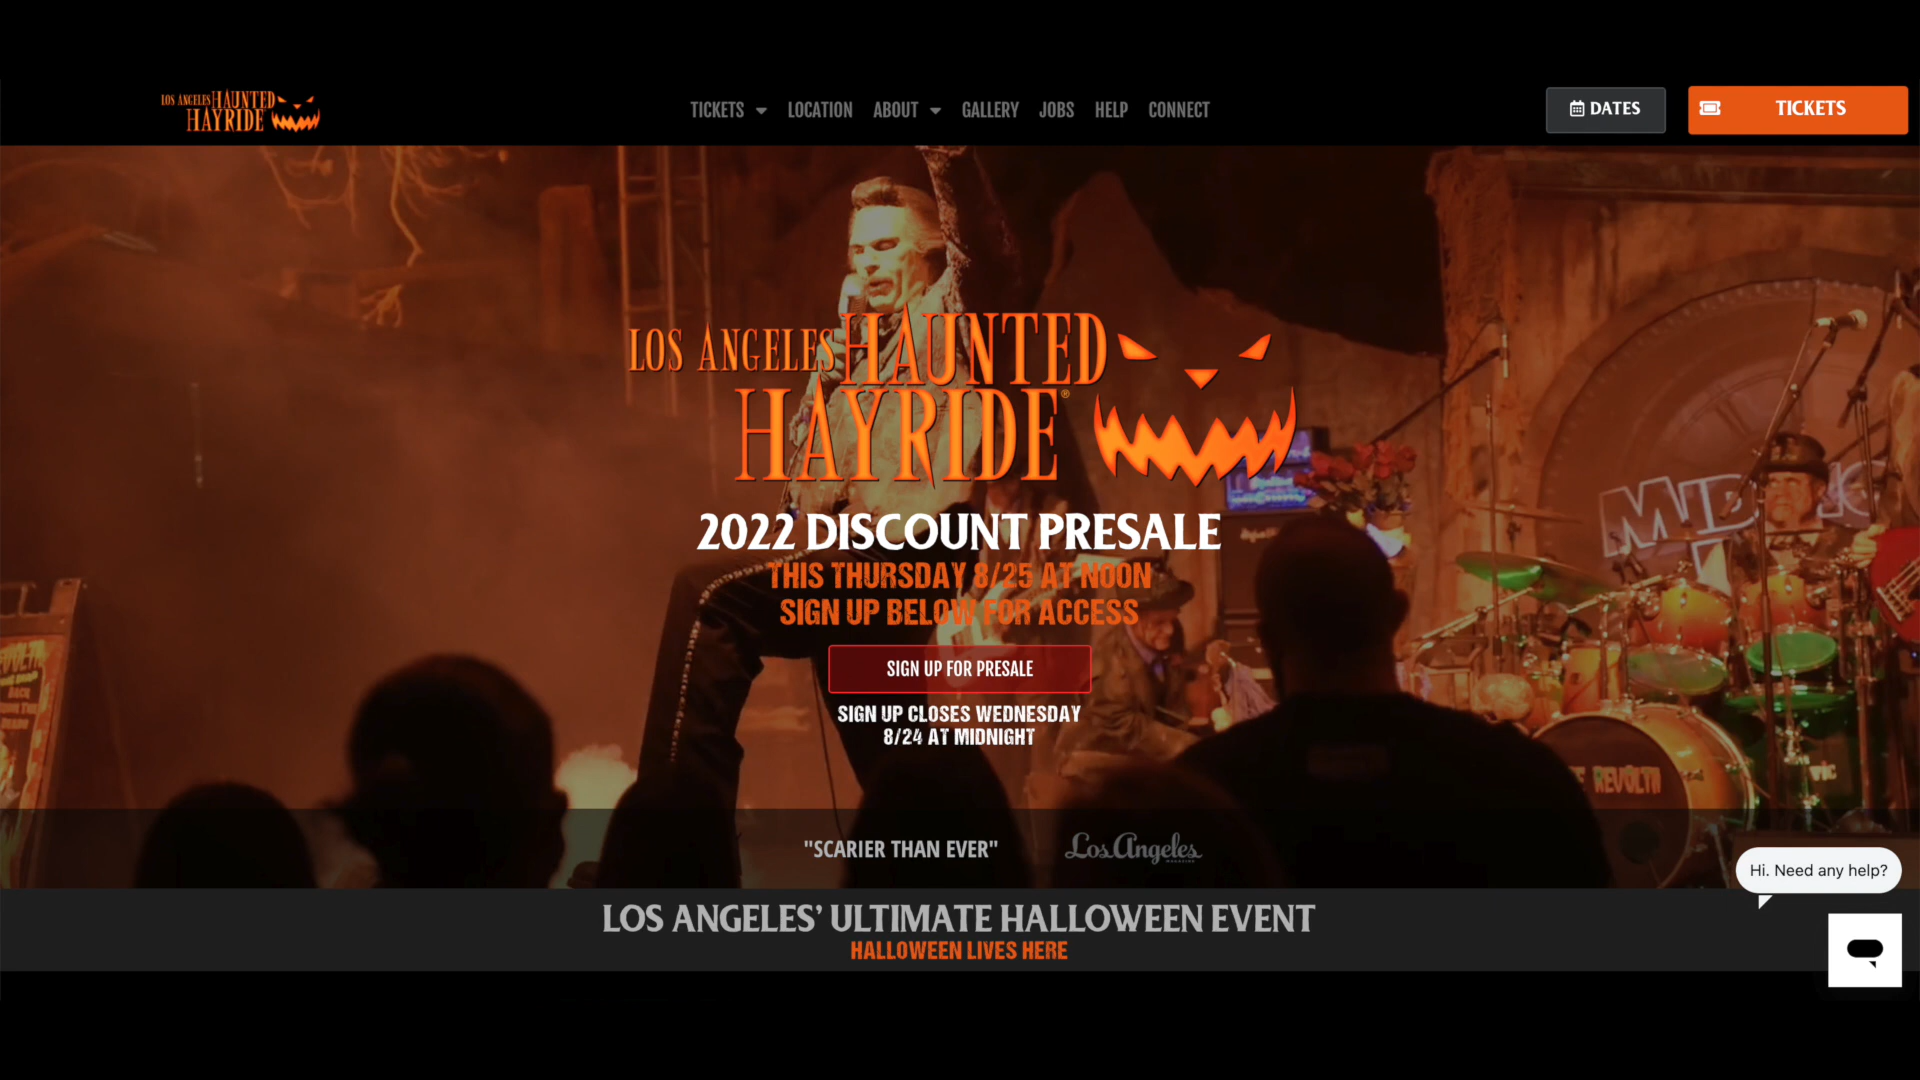 LOS ANGELES HAUNTED
HAYRIDE
TICKETS
LOCATION
ABOUT
GALLERY
JOBS
HELP
CONNECT
DATES
TICKETS
LOS ANGELES HAUNTED
HAYRIDE®
2022 DISCOUNT PRESALE
THIS THURSDAY 8/25 AT NOON
SIGN UP BELOW FOR ACCESS
SIGN UP FOR PRESALE
SIGN UP CLOSES WEDNESDAY
8/24 AT MIDNIGHT
"SCARIER THAN EVER"
Los Angeles
Hi. Need any help?
LOS ANGELES’ ULTIMATE HALLOWEEN EVENT
HALLOWEEN LIVES HERE